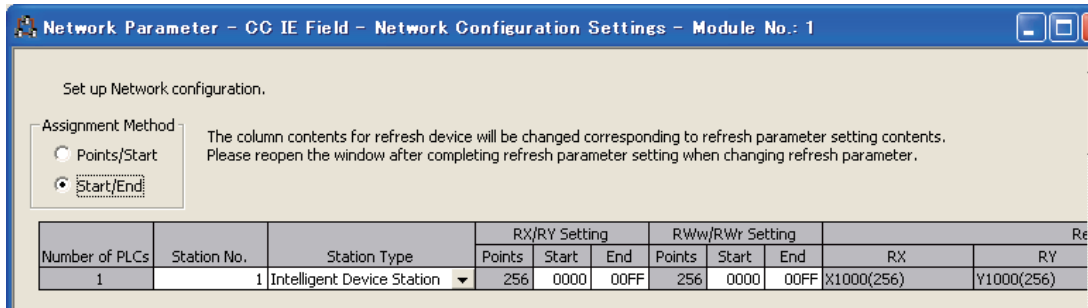 Network Parameter - CC IE Field - Network Configuration Settings - Module No.: 1
Set up Network configuration.
Assignment Method
Points/Start
Start/End
The column contents for refresh device will be changed corresponding to refresh parameter setting contents.
Please reopen the window after completing refresh parameter setting when changing refresh parameter.
RX/RY Setting RWw/RWr Setting Re
Number of PLCs Station No. Station Type Points Start End Points Start End RX RY
1 1 Intelligent Device Station 256 0000 00FF 256 0000 00FF X1000(256) Y1000(256)